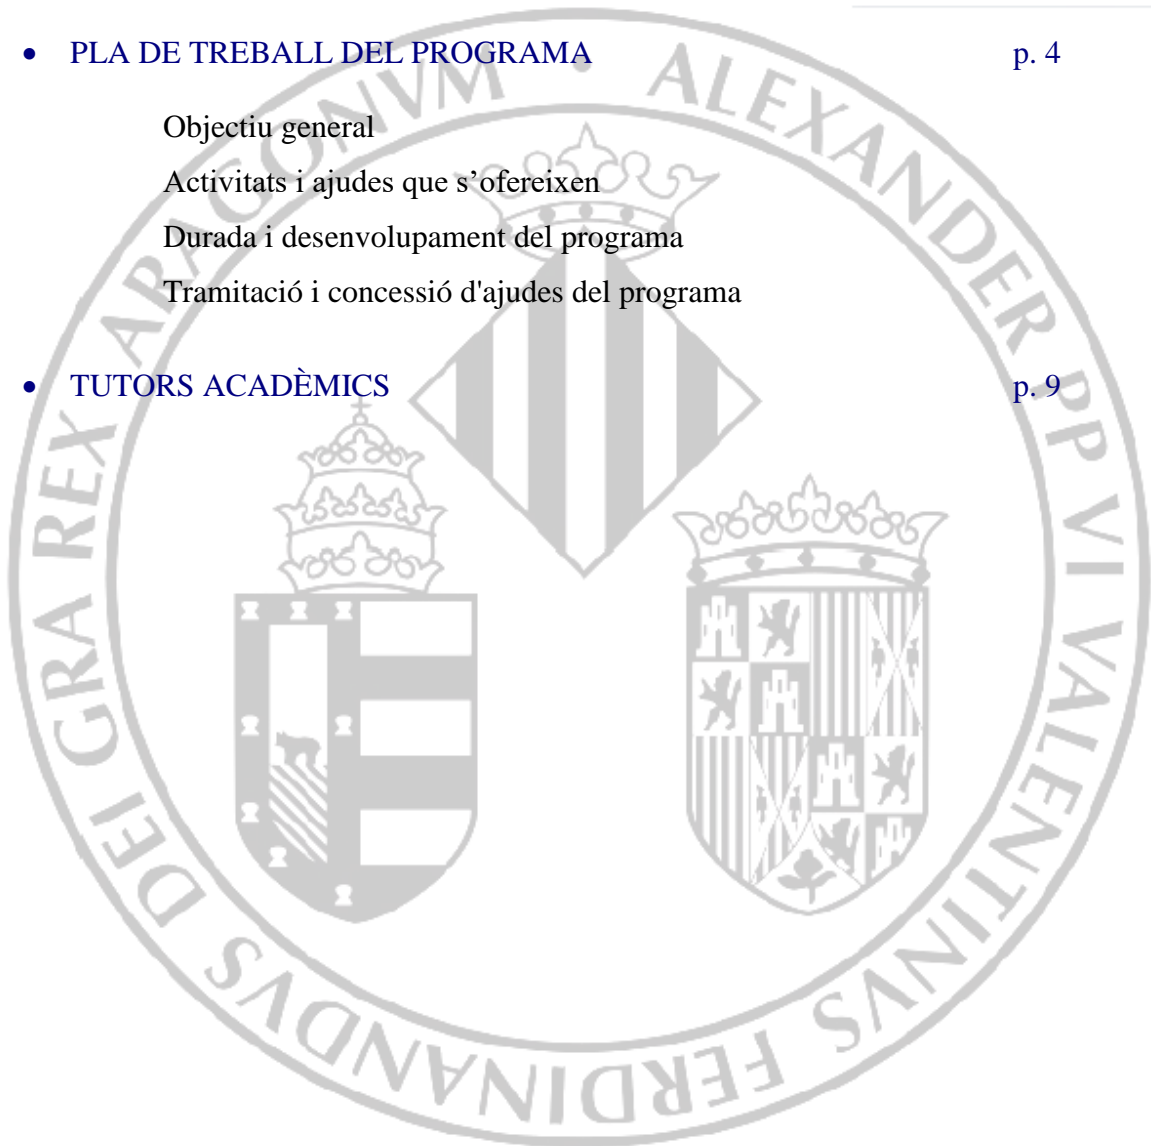 • PLA DE TREBALL DEL PROGRAMA p. 4
Objectiu general
Activitats i ajudes que s’ofereixen
Durada i desenvolupament del programa
Tramitació i concessió d'ajudes del programa
• TUTORS ACADÈMICS p. 9
ALEXANDER PP VI VALENTINVS FERDINANDVS DEI GRA REX ARAGONVM •